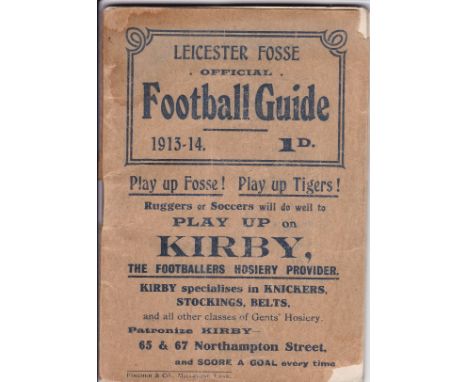 LEICESTER FOSSE
. OFFICIAL .
Football Guide
1913-14. 1D.
Play up Fosse! Play up Tigers!
Ruggers or Soccers will do well to
PLAY UP on
KIRBY,
THE FOOTBALLERS HOSIERY PROVIDER.
KIRBY specialises in KNICKERS,
STOCKINGS, BELTS,
and all other classes of Gents' Hosiery.
Patronize KIRBY—
65 & 67 Northampton Street,
and SCORE A GOAL every time
& Co.,